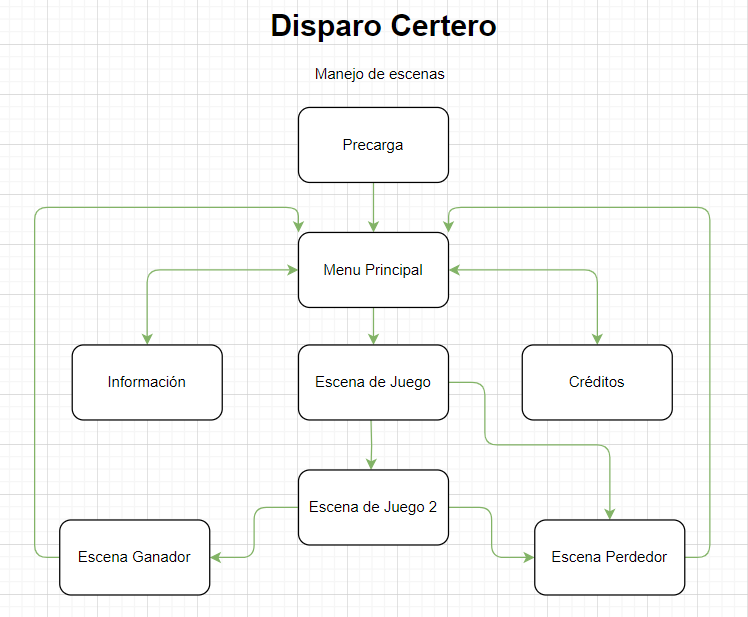 Disparo Certero
Manejo de escenas
Precarga
Menu Principal
Información
Escena de Juego
Créditos
Escena de Juego 2
Escena Ganador
Escena Perdedor